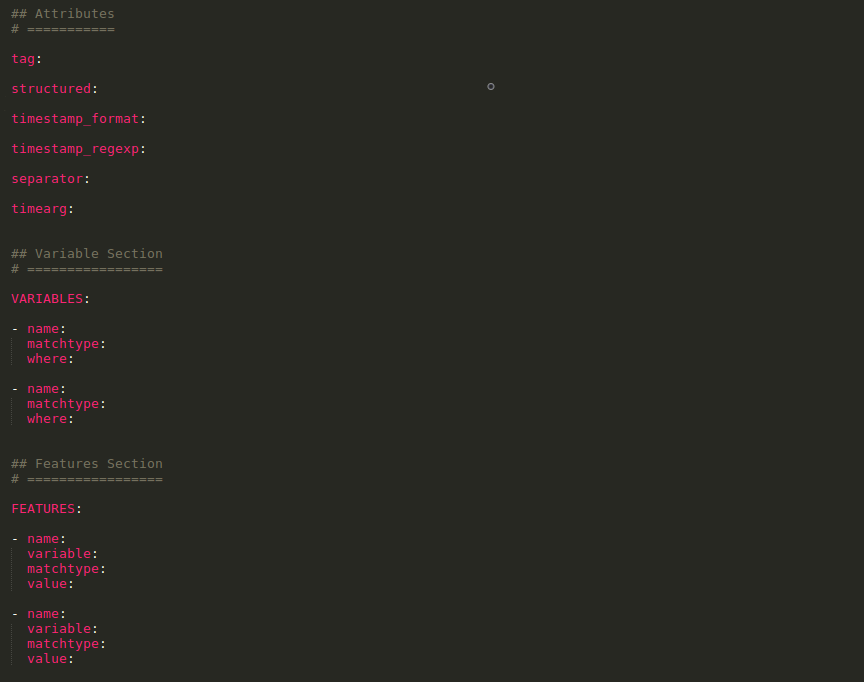 ## Attributes
# ===========
tag:
structured:
timestamp_format:
timestamp_regexp:
separator:
timearg:
## Variable Section
# =================
VARIABLES:
- name:
matchtype:
where:
- name:
matchtype:
where:
## Features Section
# =================
FEATURES:
- name:
variable:
matchtype:
value:
- name:
variable:
matchtype:
value: